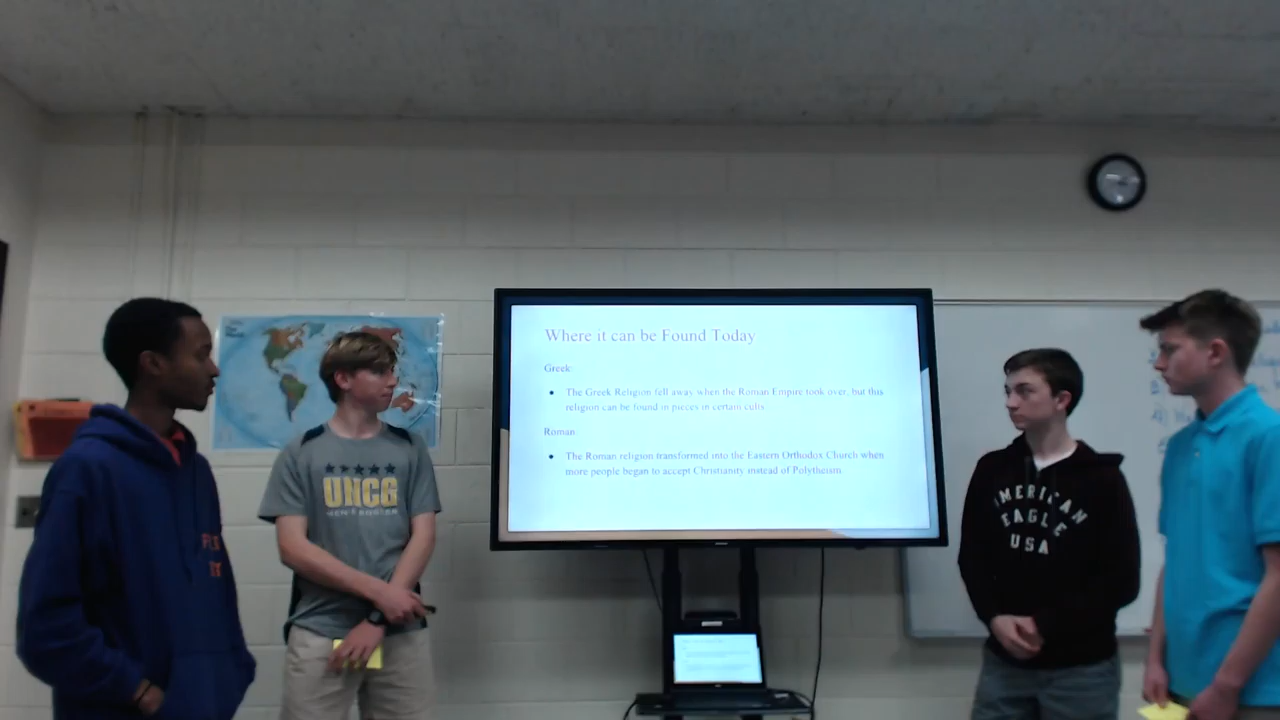 Where it can be Found Today
Greek:
The Greek Religion fell away when the Roman Empire took over, but this
religion can be found in pieces in certain cults
Roman
The Roman religion transformed into the Eastern Orthodox Church when
more people began to accept Christianity instead of Polytheism
UNCG
AMERICAN
EAGLE
USA